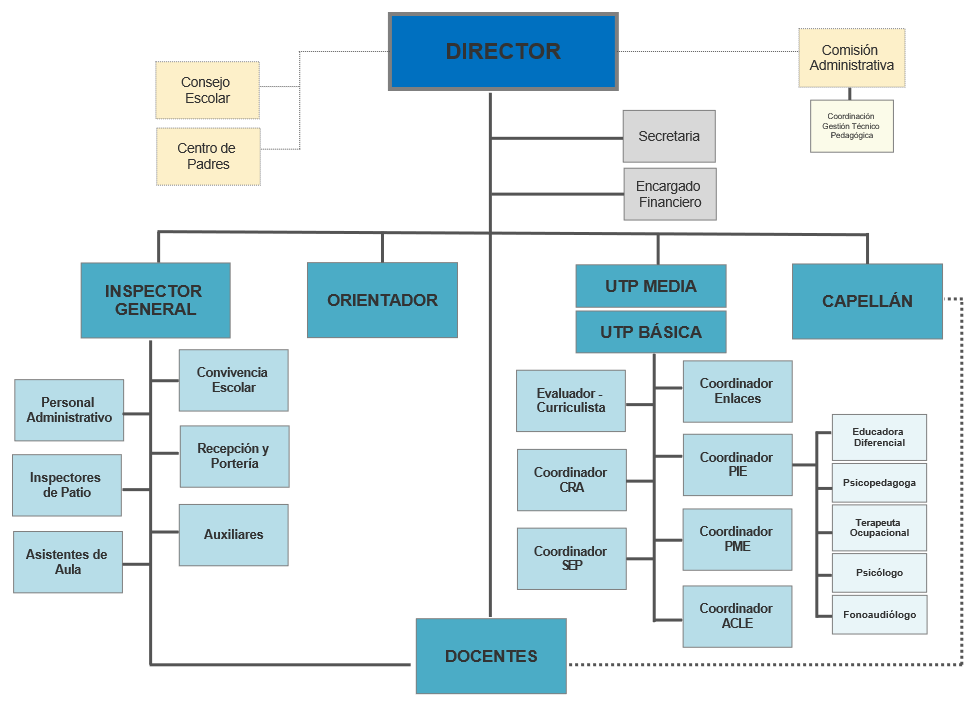 DIRECTOR
Comisión
Administrativa
Consejo
Escolar
Coordinación
Gestión Técnico
Pedagógica
Centro de
Padres
Secretaria
Encargado
Financiero
INSPECTOR
GENERAL
ORIENTADOR
UTP MEDIA
UTP BÁSICA
CAPELLÁN
Convivencia
Escolar
Personal
Administrativo
Recepción y
Portería
Inspectores
de Patio
Auxiliares
Asistentes de
Aula
Evaluador -
Curriculista
Coordinador
Enlaces
Coordinador
CRA
Coordinador
PIE
Coordinador
SEP
Coordinador
PME
Coordinador
ACLE
Educadora
Diferencial
Psicopedagoga
Terapeuta
Ocupacional
Psicólogo
Fonoaudiólogo
DOCENTES